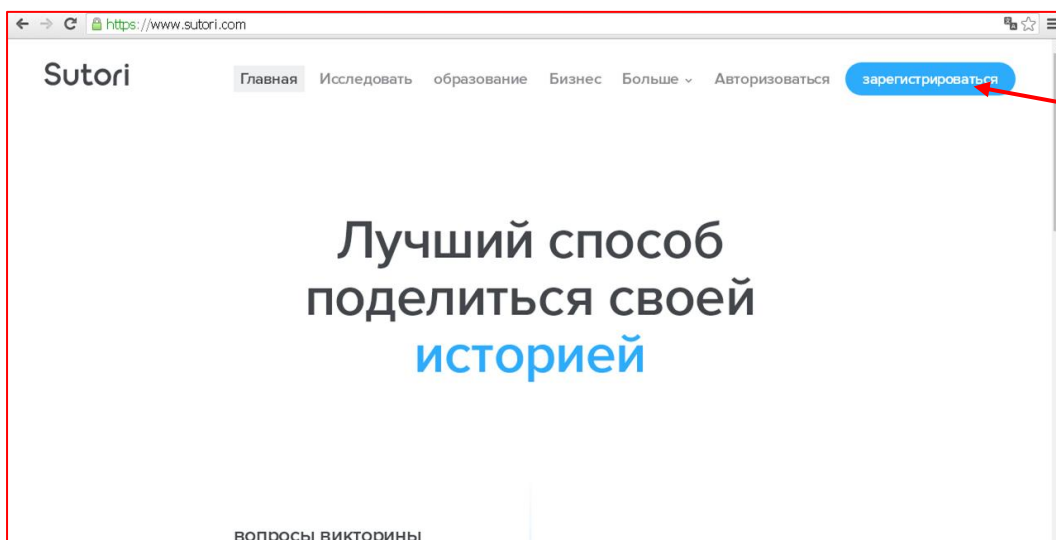 https://www.sutori.com
Sutori Главная Исследовать образование Бизнес Больше Авторизоваться зарегистрироваться
Лучший способ
поделиться своей
историей
вопросы викторины